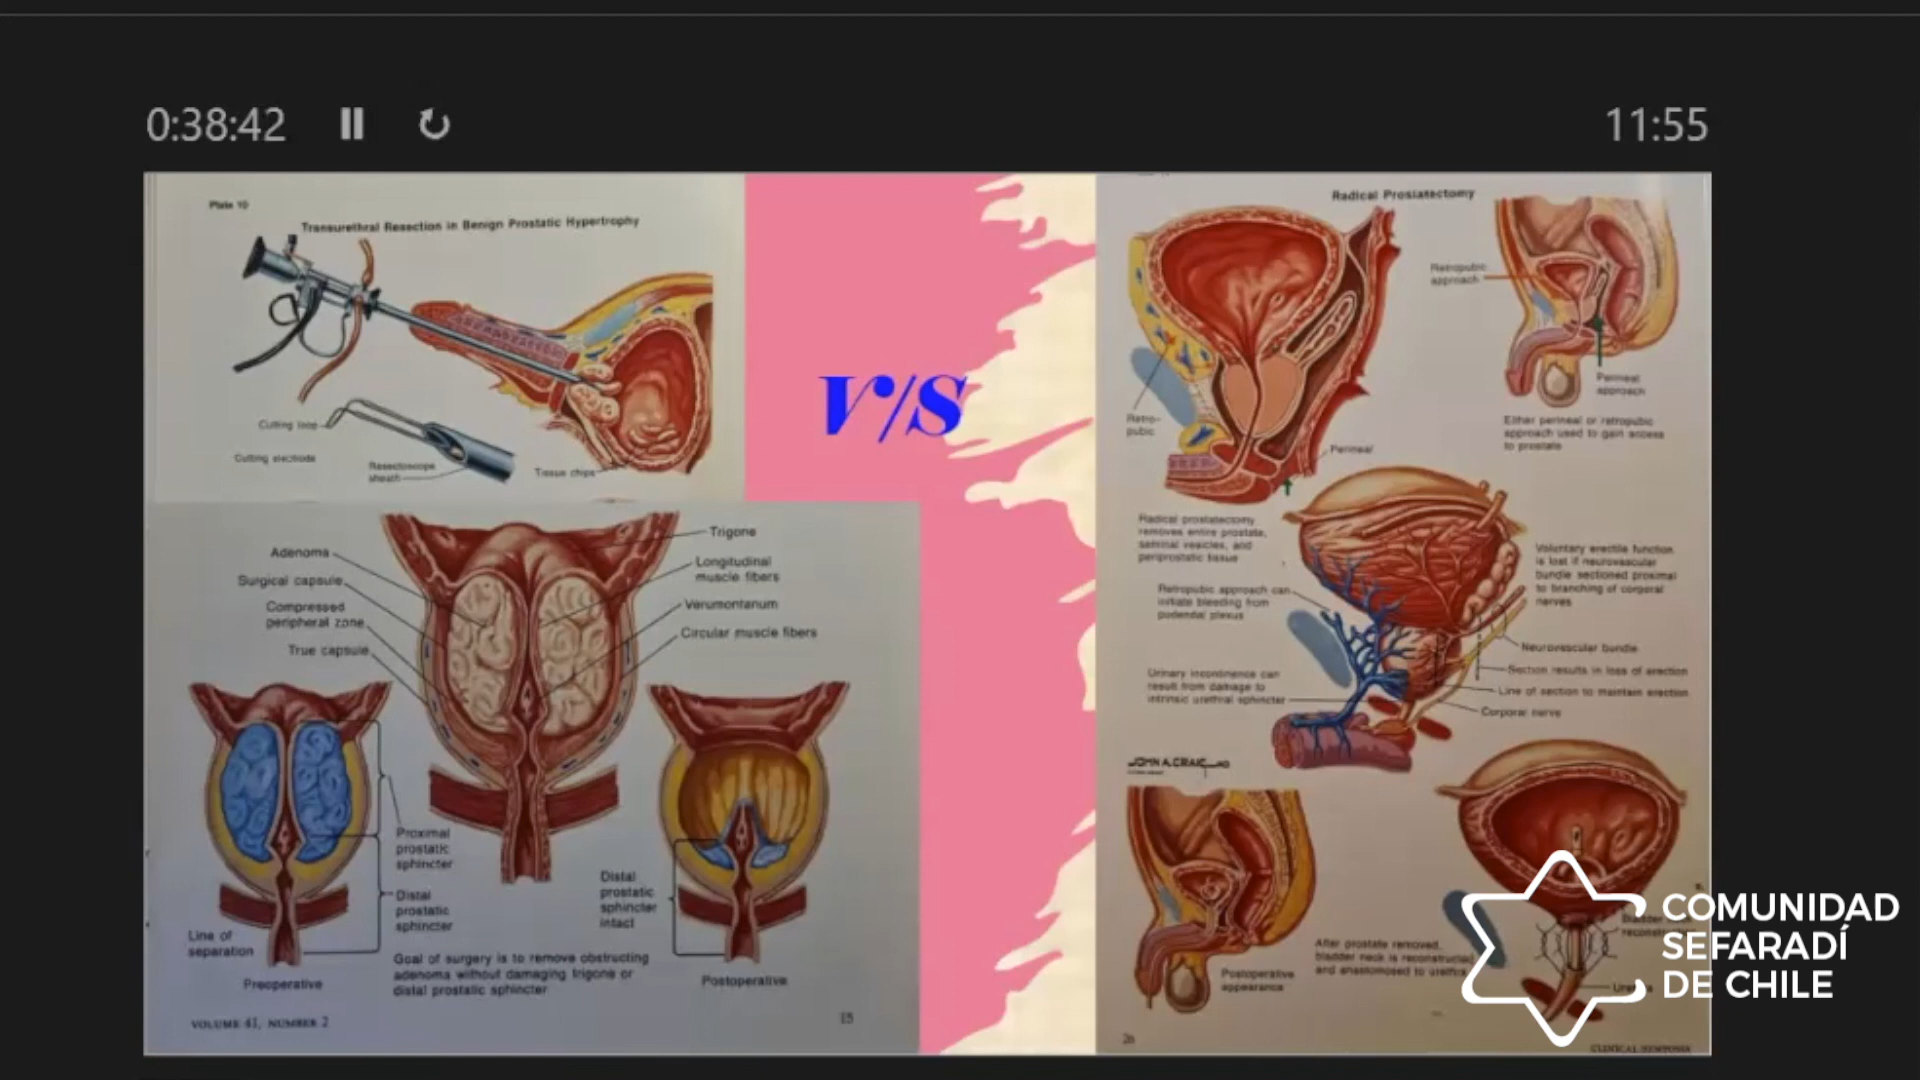 0:38:42
11:55
Plate 10
Transurethral Resection in Benign Prostatic Hypertrophy
Cutting loop
Cutting electrode
Resectoscope
sheath
Tissue chips
V/S
Trigone
Adenoma
Longitudinal
muscle fibers
Surgical capsule
Compressed
peripheral zone
Verumontanum
Circular muscle fibers
True capsule
Proximal
prostatic
sphincter
Distal
prostatic
sphincter
Distal
prostatic
sphincter
intact
Line of
separation
Preoperative
Goal of surgery is to remove obstructing
adenoma without damaging trigone or
distal prostatic sphincter
Postoperative
VOLUME 41, NUMBER 2
15
Radical Prostatectomy
Retropubic
approach
Perineal
approach
Retro-
pubic
Perineal
Either perineal or retropubic
approach used to gain access
to prostate
Radical prostatectomy
removes entire prostate,
seminal vesicles, and
periprostatic tissue
Voluntary erectile function
is lost if neurovascular
bundle sectioned proximal
to branching of corporal
nerves
Retropubic approach can
initiate bleeding from
pudendal plexus
Neurovascular bundle
Section results in loss of erection
Line of section to maintain erection
Corporal nerve
Urinary incontinence can
result from damage to
intrinsic urethral sphincter
JOHN A. CRAIG MD
Bladder
After prostate removed,
bladder neck is reconstructed
and anastomosed to urethra
Postoperative
appearance
26
CLINICAL SYMPOSIA
COMUNIDAD
SEFARADÍ
DE CHILE